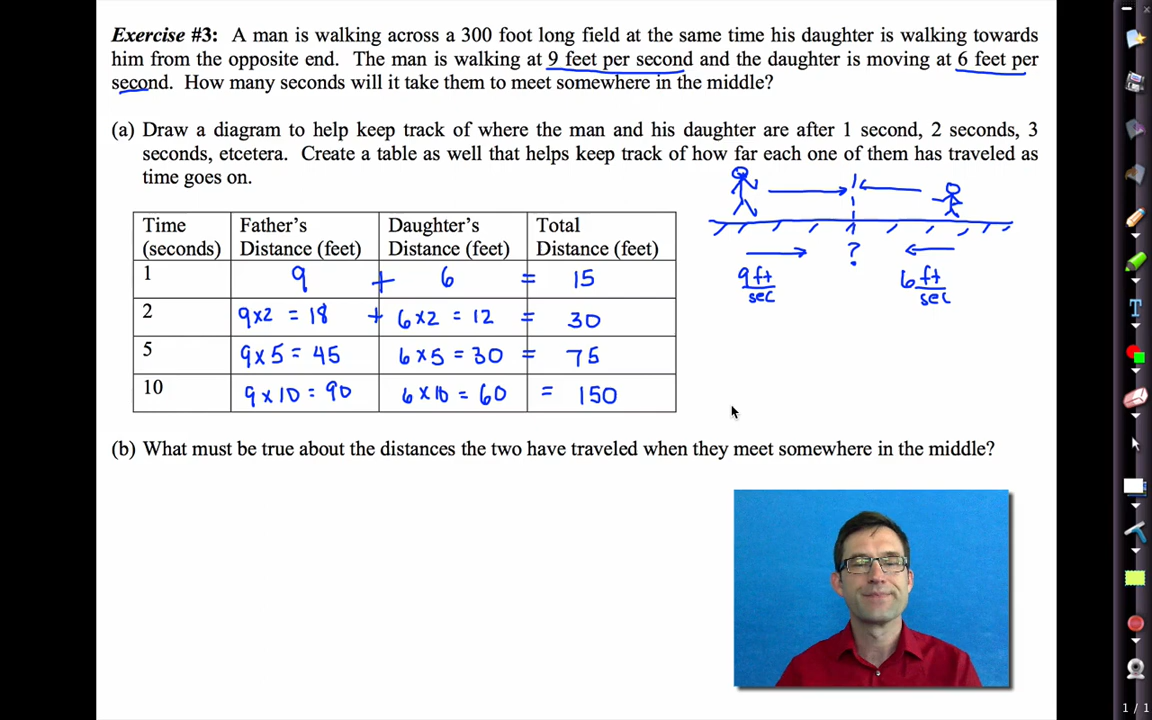 Exercise #3: A man is walking across a 300 foot long field at the same time his daughter is walking towards
him from the opposite end. The man is walking at 9 feet per second and the daughter is moving at 6 feet per
second. How many seconds will it take them to meet somewhere in the middle?
(a) Draw a diagram to help keep track of where the man and his daughter are after 1 second, 2 seconds, 3
seconds, etcetera. Create a table as well that helps keep track of how far each one of them has traveled as
time goes on.
Time (seconds) Father's Distance (feet) Daughter's Distance (feet) Total Distance (feet)
1 9 + 6 = 15
2 9x2 = 18 + 6x2 = 12 = 30
5 9x5 = 45 6x5 = 30 = 75
10 9x10 = 90 6x10 = 60 = 150
?
9 ft/sec 6 ft/sec
(b) What must be true about the distances the two have traveled when they meet somewhere in the middle?
T
1 / 1